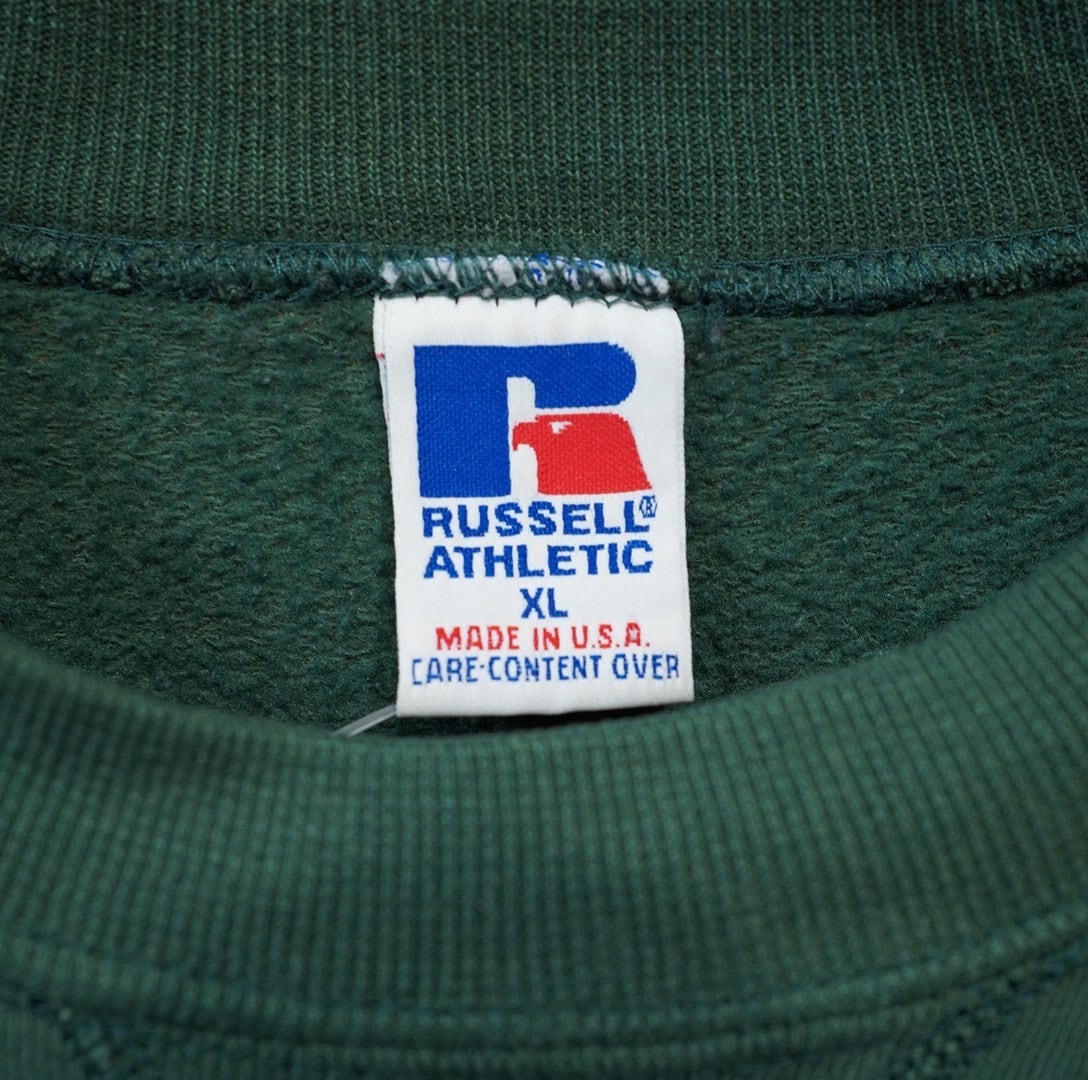 RUSSELL®
ATHLETIC
XL
MADE IN U.S.A.
CARE-CONTENT OVER